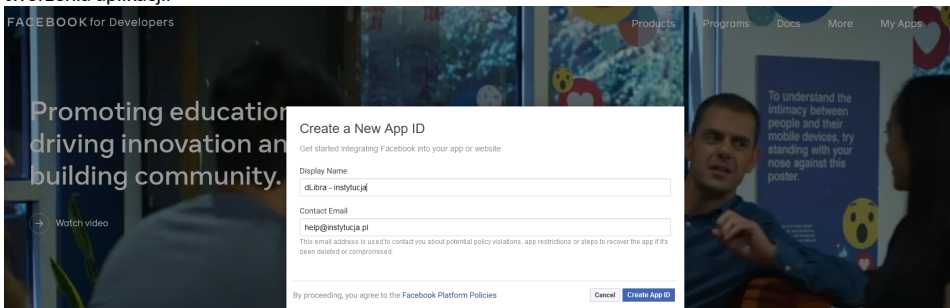 FACEBOOK for Developers
Products Programs Docs More My Apps
Promoting education
driving innovation an
building community.
Watch video
Create a New App ID
Get started integrating Facebook into your app or website
Display Name
dLibra - instytucja
Contact Email
help@instytucja.pl
This email address is used to contact you about potential policy violations, app restrictions or steps to recover the app if it's
been deleted or compromised.
By proceeding, you agree to the Facebook Platform Policies
Cancel Create App ID
To understand the
intimacy between
people and their
mobile devices, try
standing with your
nose against this
poster.